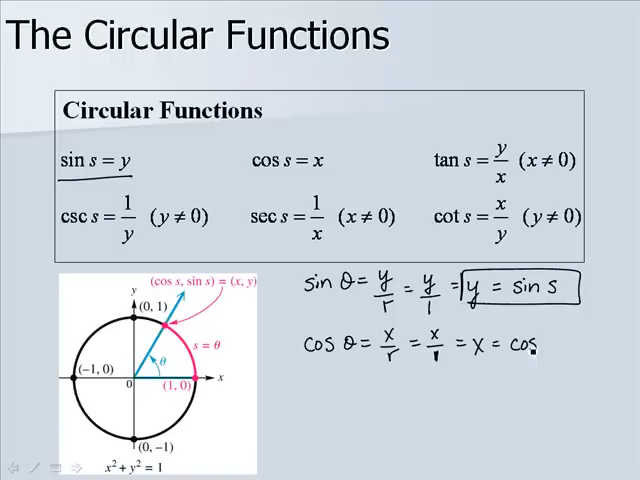 The Circular Functions
Circular Functions
sin s = y cos s = x tan s = y/x (x ≠ 0)
csc s = 1/y (y ≠ 0) sec s = 1/x (x ≠ 0) cot s = x/y (y ≠ 0)
(cos s, sin s) = (x, y)
y
(0, 1)
s = θ
θ
(−1, 0)
0
(1, 0)
x
(0, −1)
x² + y² = 1
sin θ = y/r = y/1 = y = sin s
cos θ = x/r = x/1 = x = cos